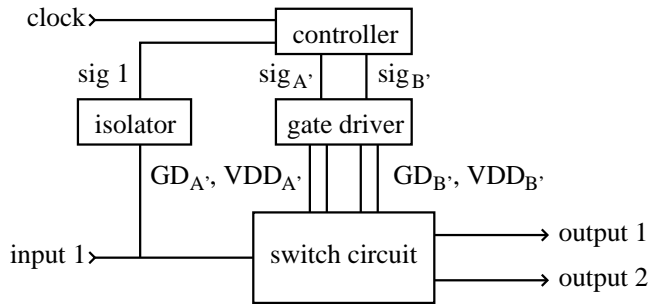 clock
controller
sig 1
sigA’
sigB’
isolator
gate driver
GDA’, VDDA’
GDB’, VDDB’
input 1
switch circuit
output 1
output 2